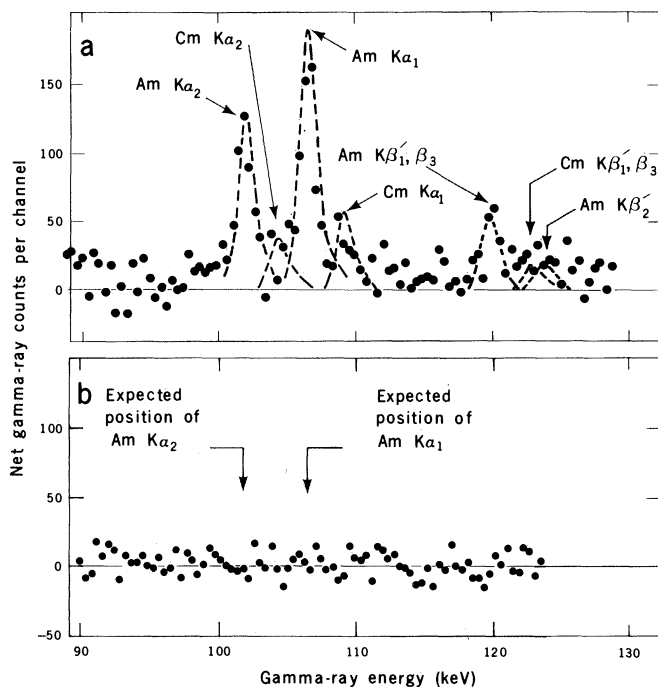 a
Cm Kα₂
Am Kα₁
Am Kα₂
Am Kβ₁′, β₃
Cm Kα₁
Cm Kβ₁′, β₃
Am Kβ₂′
150
100
50
0
Net gamma-ray counts per channel
b
Expected
position of
Am Kα₂
Expected
position of
Am Kα₁
100
50
0
−50
90 100 110 120 130
Gamma-ray energy (keV)